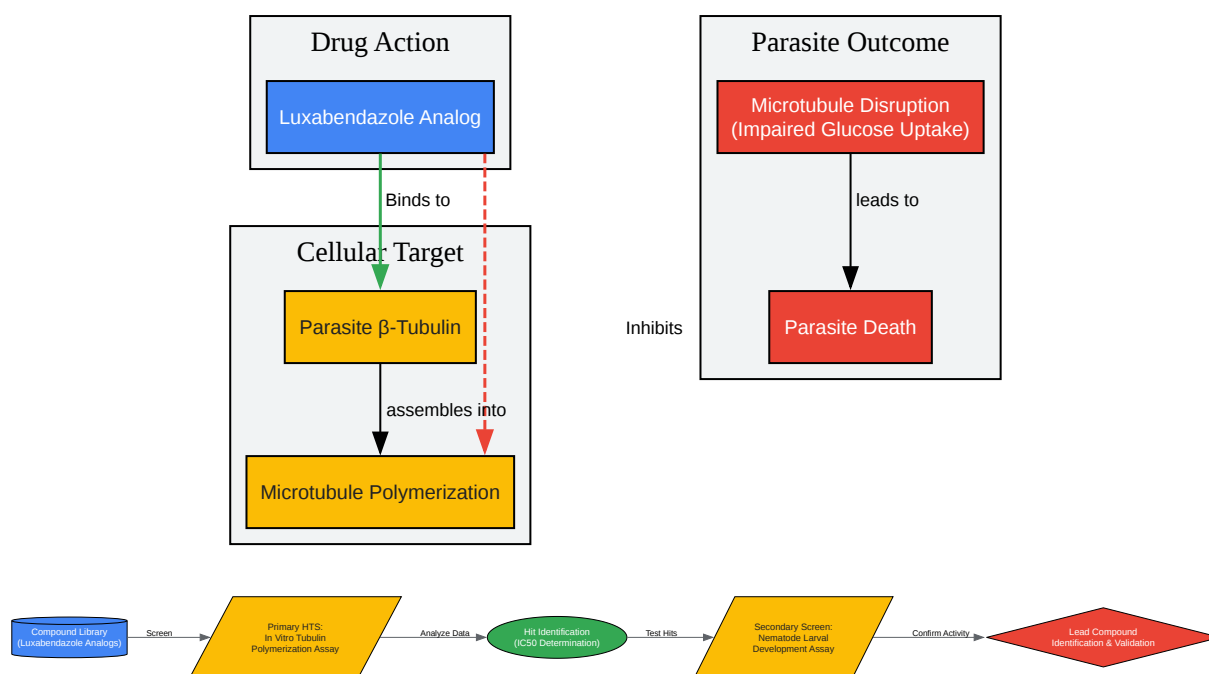 Drug Action
Luxabendazole Analog
Binds to
Cellular Target
Parasite β-Tubulin
assembles into
Microtubule Polymerization
Inhibits
Parasite Outcome
Microtubule Disruption
(Impaired Glucose Uptake)
leads to
Parasite Death
Compound Library
(Luxabendazole Analogs)
Screen
Primary HTS:
In Vitro Tubulin
Polymerization Assay
Analyze Data
Hit Identification
(IC50 Determination)
Test Hits
Secondary Screen:
Nematode Larval
Development Assay
Confirm Activity
Lead Compound
Identification & Validation